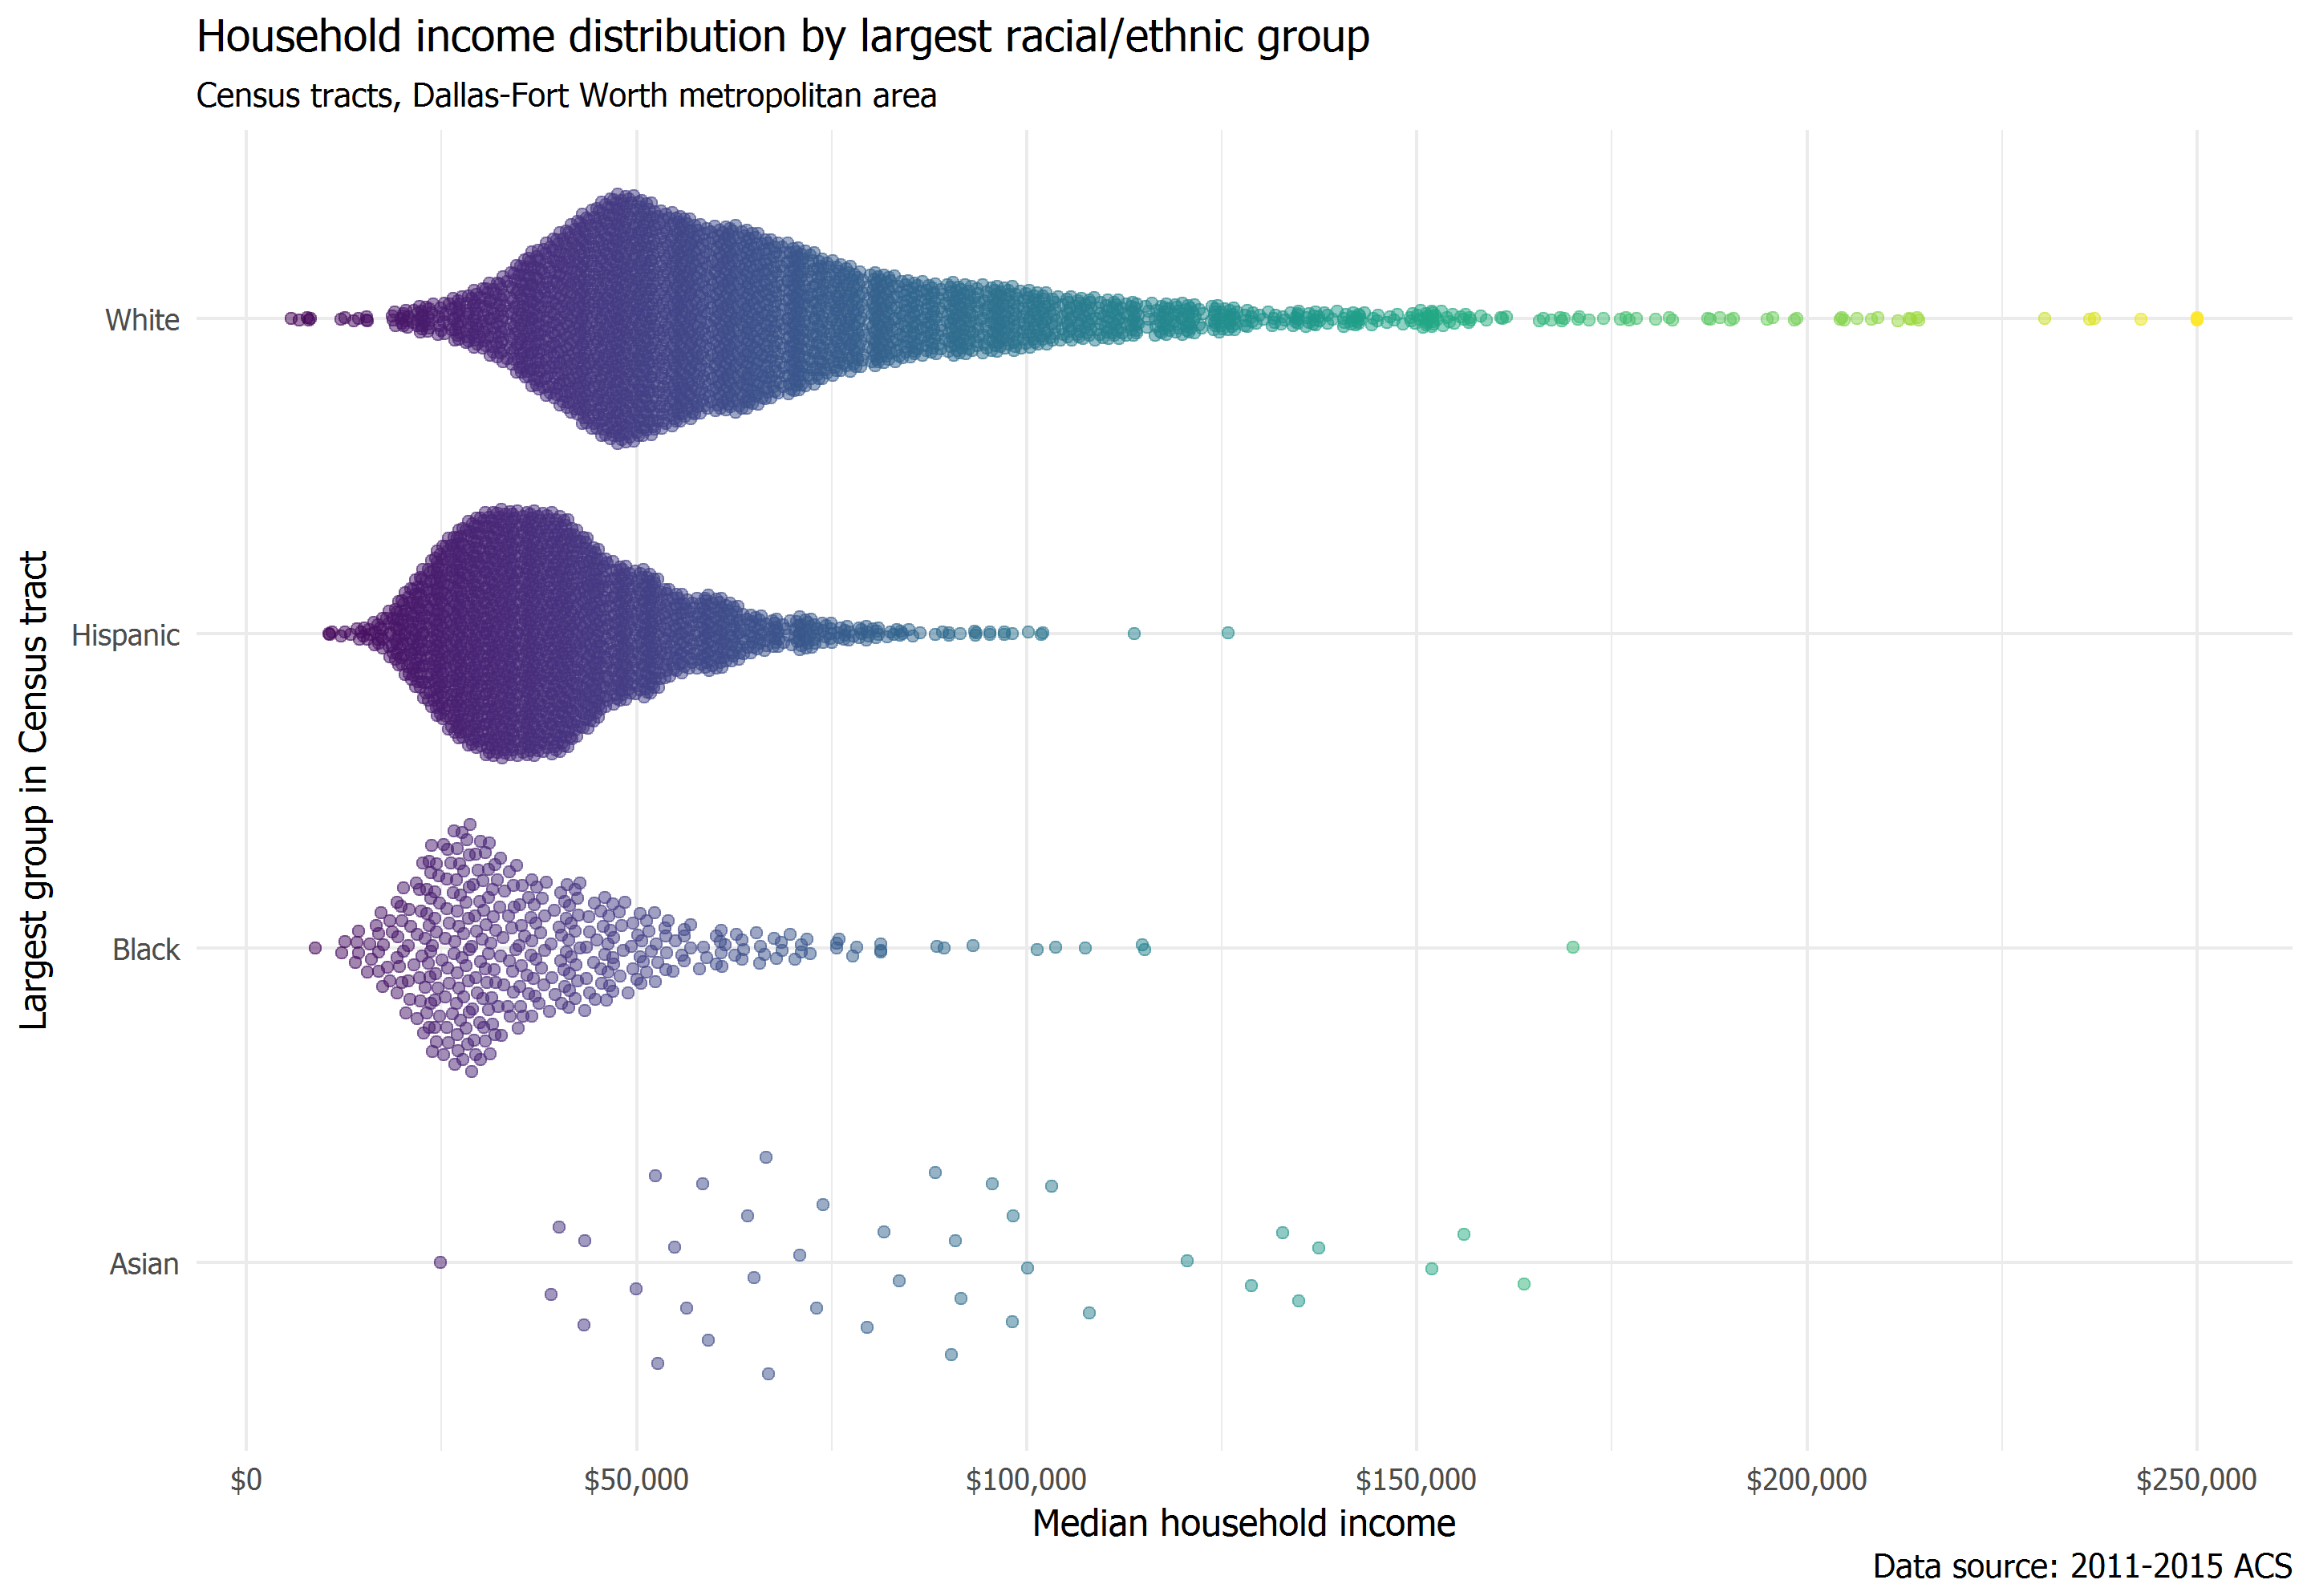 Household income distribution by largest racial/ethnic group
Census tracts, Dallas-Fort Worth metropolitan area
Largest group in Census tract
White
Hispanic
Black
Asian
$0
$50,000
$100,000
$150,000
$200,000
$250,000
Median household income
Data source: 2011-2015 ACS